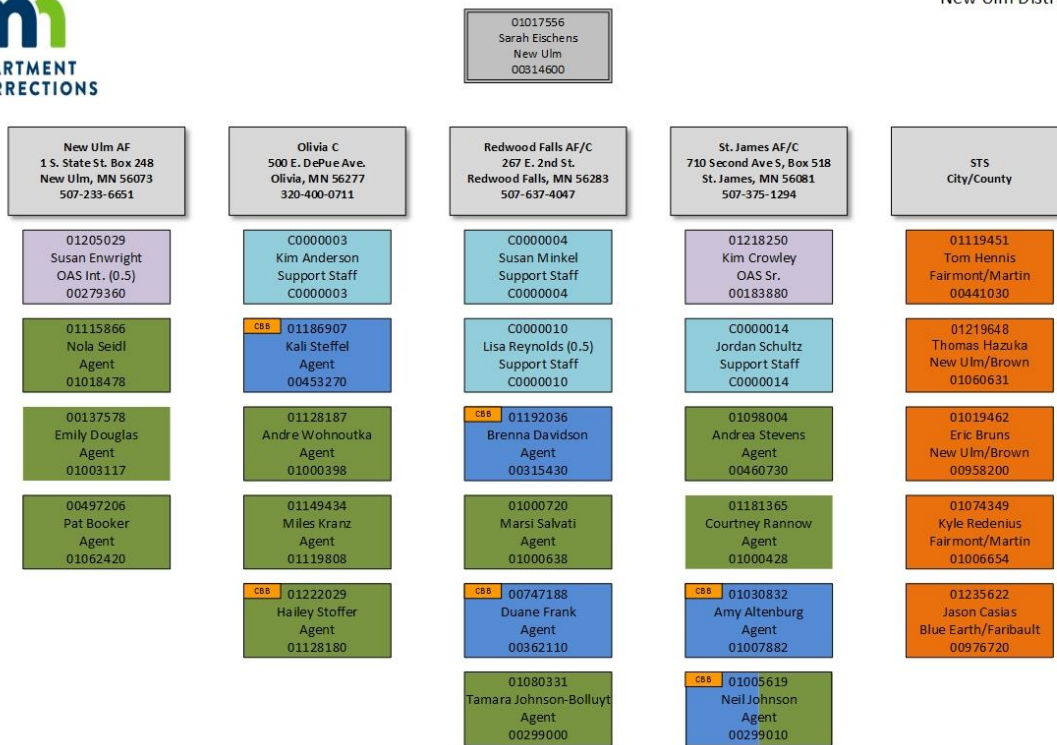 New Ulm Distri
ARTMENT
RRECTIONS
01017556
Sarah Eischens
New Ulm
00314600
New Ulm AF
1 S. State St. Box 248
New Ulm, MN 56073
507-233-6651
01205029
Susan Enwright
OAS Int. (0.5)
00279360
01115866
Nola Seidl
Agent
01018478
00137578
Emily Douglas
Agent
01003117
00497206
Pat Booker
Agent
01062420
Olivia C
500 E. DePue Ave.
Olivia, MN 56277
320-400-0711
C0000003
Kim Anderson
Support Staff
C0000003
CBB 01186907
Kali Steffel
Agent
00453270
01128187
Andre Wohnoutka
Agent
01000398
01149434
Miles Kranz
Agent
01119808
CBB 01222029
Hailey Stoffer
Agent
01128180
Redwood Falls AF/C
267 E. 2nd St.
Redwood Falls, MN 56283
507-637-4047
C0000004
Susan Minkel
Support Staff
C0000004
C0000010
Lisa Reynolds (0.5)
Support Staff
C0000010
CBB 01192036
Brenna Davidson
Agent
00315430
01000720
Marsi Salvati
Agent
01000638
CBB 00747188
Duane Frank
Agent
00362110
01080331
Tamara Johnson-Bolluyt
Agent
00299000
St. James AF/C
710 Second Ave S, Box 518
St. James, MN 56081
507-375-1294
01218250
Kim Crowley
OAS Sr.
00183880
C0000014
Jordan Schultz
Support Staff
C0000014
01098004
Andrea Stevens
Agent
00460730
01181365
Courtney Rannow
Agent
01000428
CBB 01030832
Amy Altenburg
Agent
01007882
CBB 01005619
Neil Johnson
Agent
00299010
STS
City/County
01119451
Tom Hennis
Fairmont/Martin
00441030
01219648
Thomas Hazuka
New Ulm/Brown
01060631
01019462
Eric Bruns
New Ulm/Brown
00958200
01074349
Kyle Redenius
Fairmont/Martin
01006654
01235622
Jason Casias
Blue Earth/Faribault
00976720